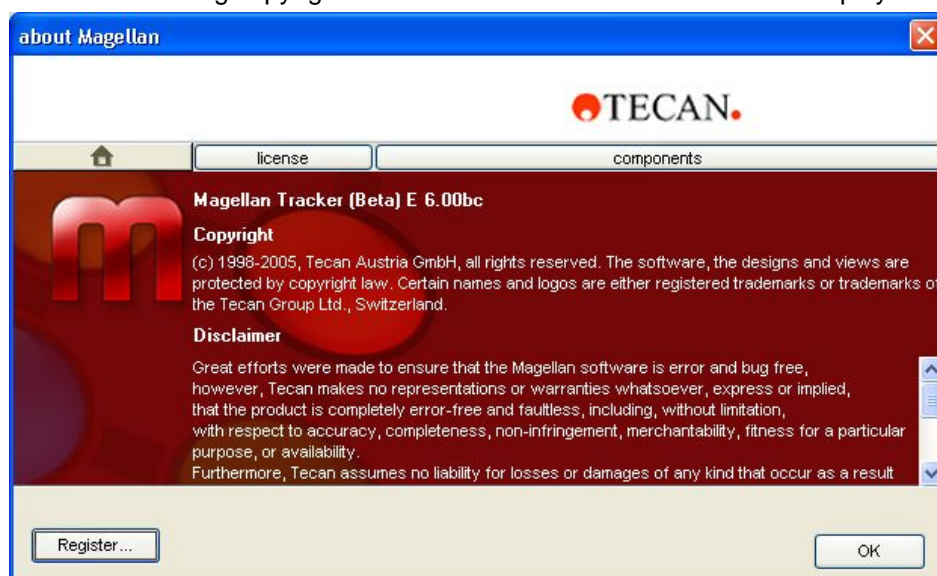 about Magellan
TECAN.
license
components
Magellan Tracker (Beta) E 6.00bc
Copyright
(c) 1998-2005, Tecan Austria GmbH, all rights reserved. The software, the designs and views are
protected by copyright law. Certain names and logos are either registered trademarks or trademarks of
the Tecan Group Ltd., Switzerland.
Disclaimer
Great efforts were made to ensure that the Magellan software is error and bug free,
however, Tecan makes no representations or warranties whatsoever, express or implied,
that the product is completely error-free and faultless, including, without limitation,
with respect to accuracy, completeness, non-infringement, merchantability, fitness for a particular
purpose, or availability.
Furthermore, Tecan assumes no liability for losses or damages of any kind that occur as a result
Register...
OK